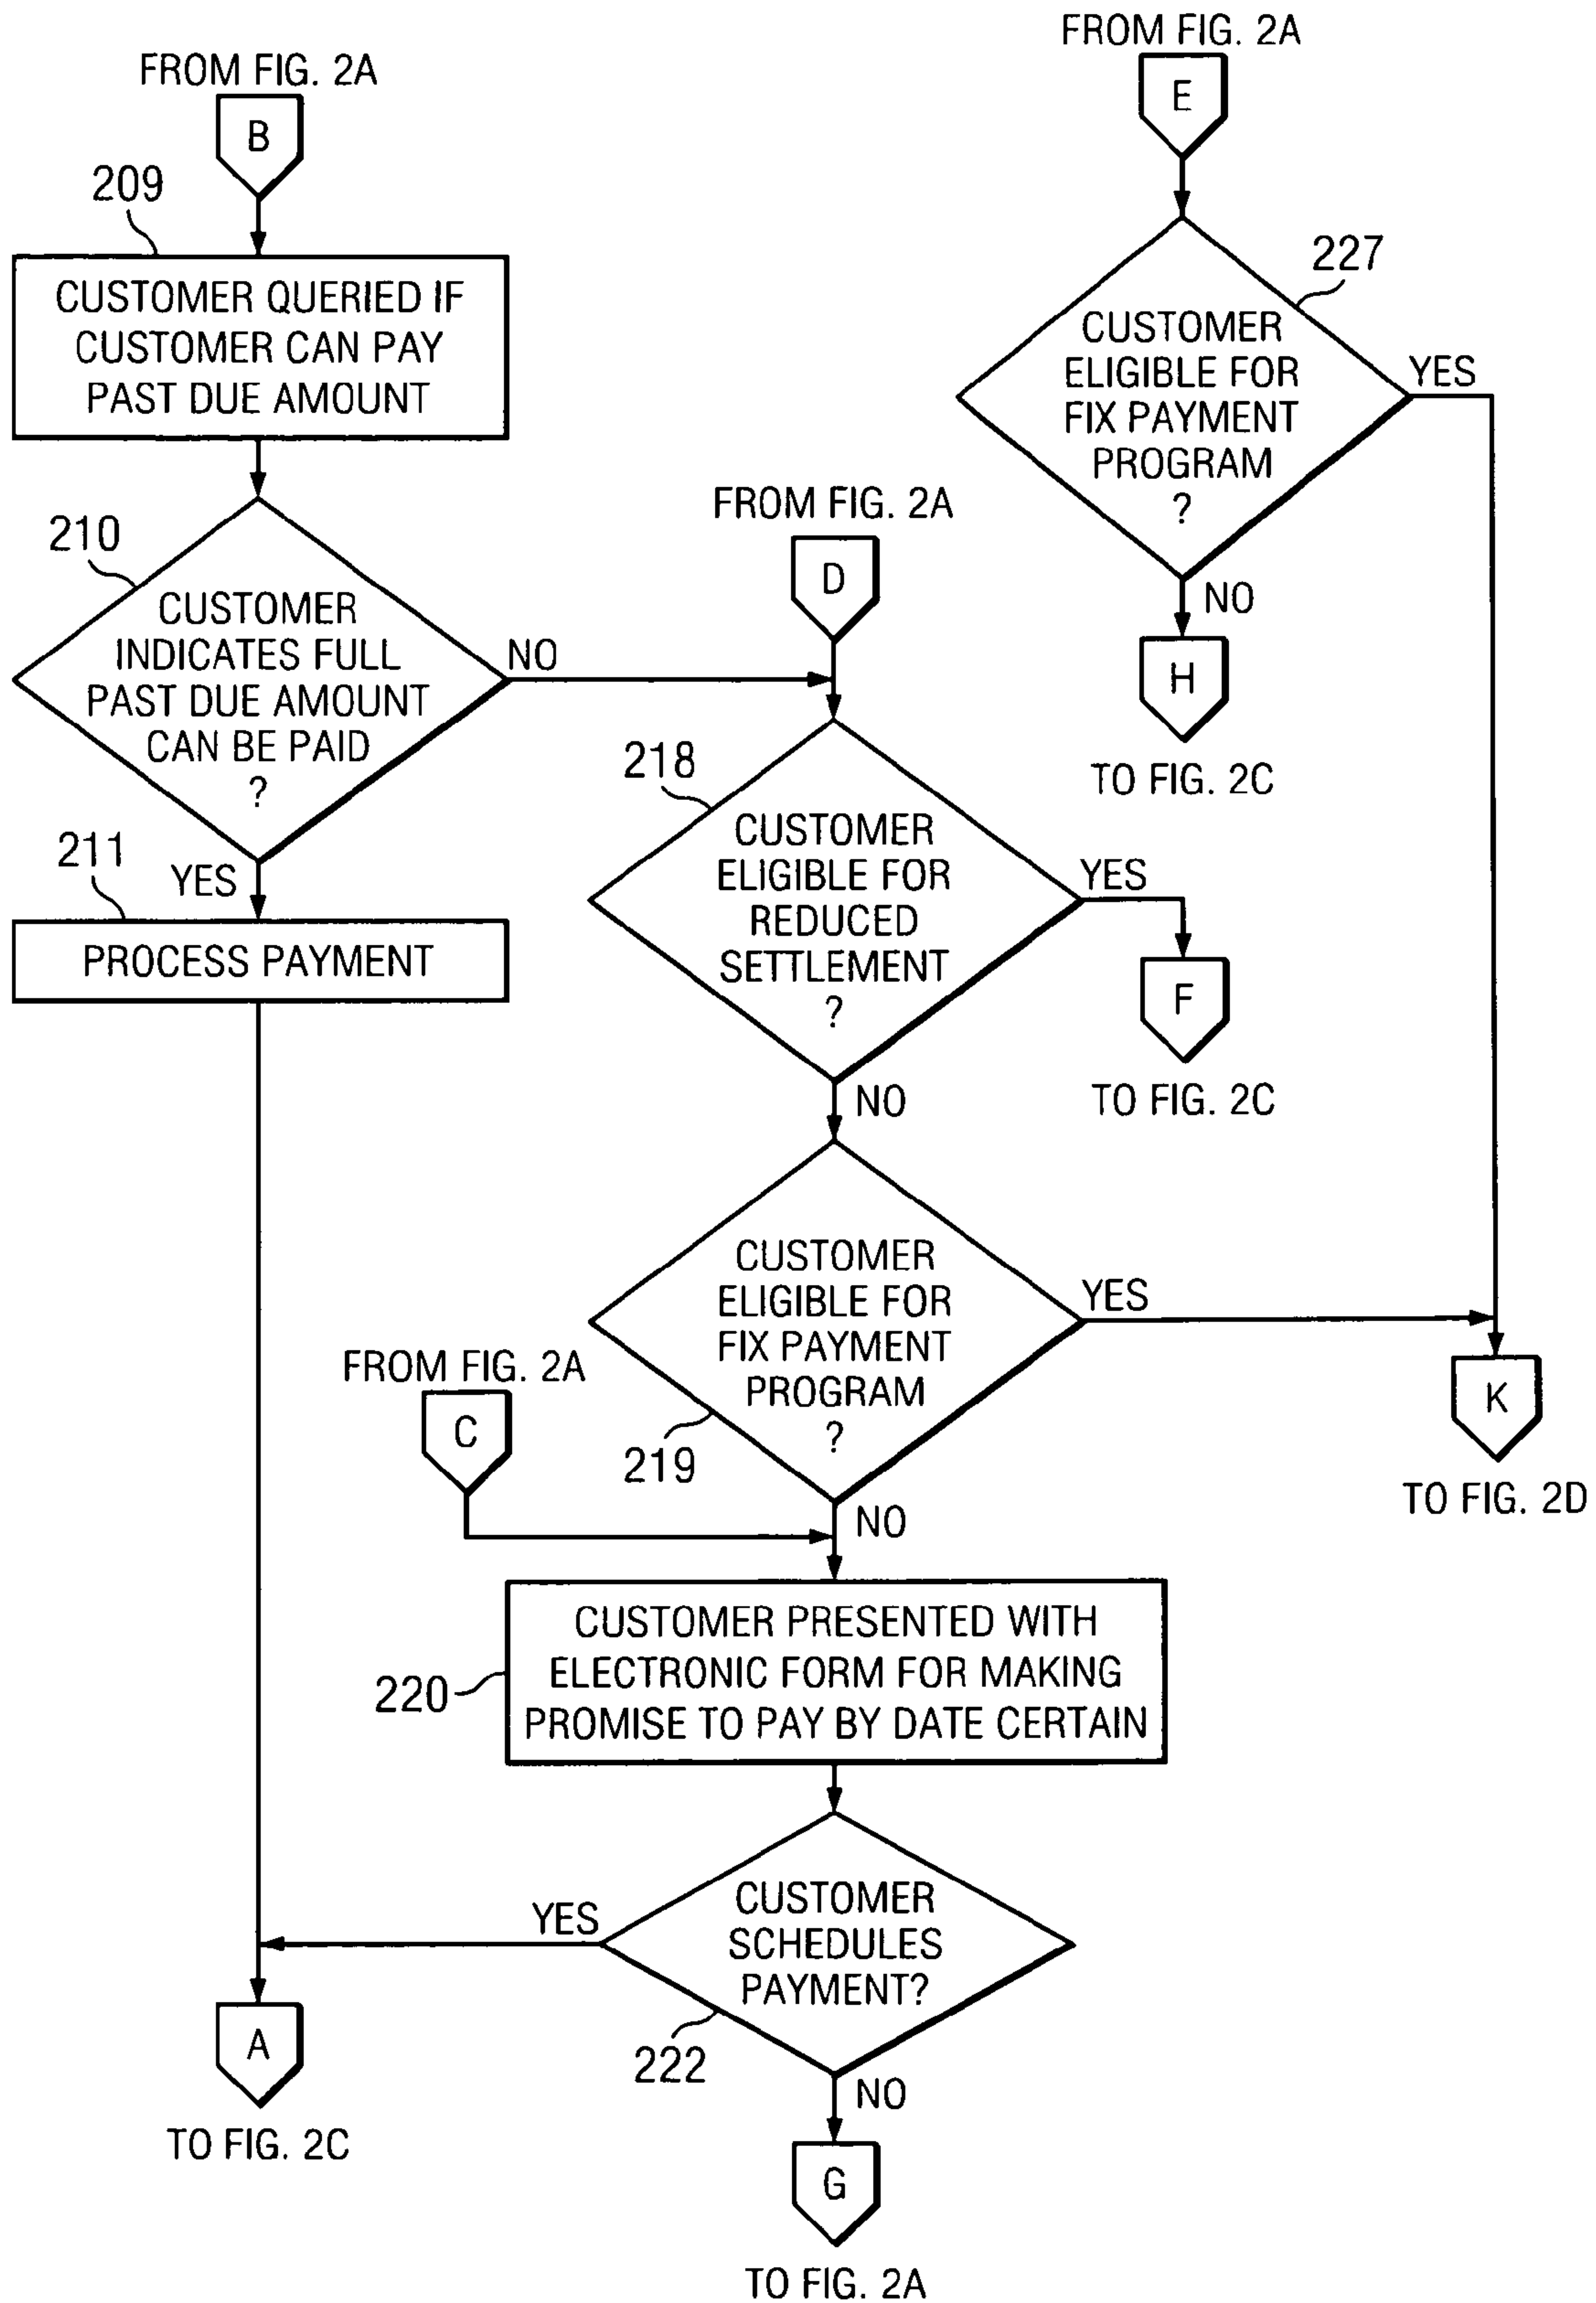 FROM FIG. 2A
B
209
CUSTOMER QUERIED IF
CUSTOMER CAN PAY
PAST DUE AMOUNT
210
CUSTOMER
INDICATES FULL
PAST DUE AMOUNT
CAN BE PAID
?
NO
YES
211
PROCESS PAYMENT
FROM FIG. 2A
E
227
CUSTOMER
ELIGIBLE FOR
FIX PAYMENT
PROGRAM
?
YES
NO
H
TO FIG. 2C
FROM FIG. 2A
D
218
CUSTOMER
ELIGIBLE FOR
REDUCED
SETTLEMENT
?
YES
F
TO FIG. 2C
NO
CUSTOMER
ELIGIBLE FOR
FIX PAYMENT
PROGRAM
?
219
YES
K
TO FIG. 2D
NO
FROM FIG. 2A
C
CUSTOMER PRESENTED WITH
ELECTRONIC FORM FOR MAKING
PROMISE TO PAY BY DATE CERTAIN
220
CUSTOMER
SCHEDULES
PAYMENT?
222
YES
A
TO FIG. 2C
NO
G
TO FIG. 2A